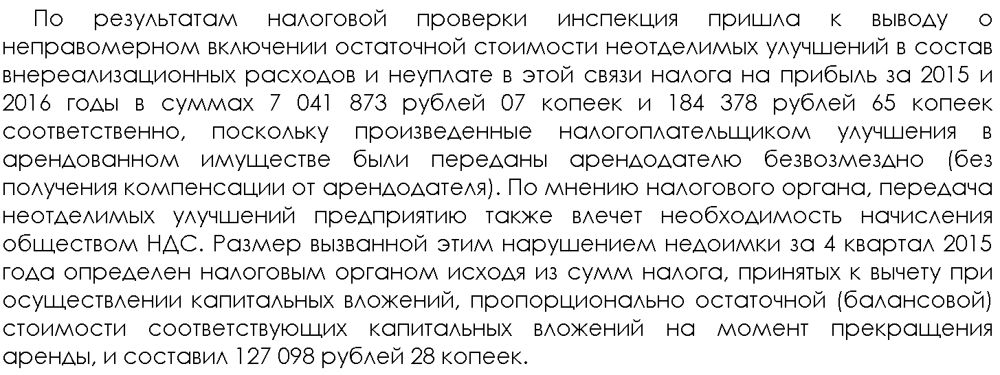 По результатам налоговой проверки инспекция пришла к выводу о
неправомерном включении остаточной стоимости неотделимых улучшений в состав
внереализационных расходов и неуплате в этой связи налога на прибыль за 2015 и
2016 годы в суммах 7 041 873 рублей 07 копеек и 184 378 рублей 65 копеек
соответственно, поскольку произведенные налогоплательщиком улучшения в
арендованном имуществе были переданы арендодателю безвозмездно (без
получения компенсации от арендодателя). По мнению налогового органа, передача
неотделимых улучшений предприятию также влечет необходимость начисления
обществом НДС. Размер вызванной этим нарушением недоимки за 4 квартал 2015
года определен налоговым органом исходя из сумм налога, принятых к вычету при
осуществлении капитальных вложений, пропорционально остаточной (балансовой)
стоимости соответствующих капитальных вложений на момент прекращения
аренды, и составил 127 098 рублей 28 копеек.